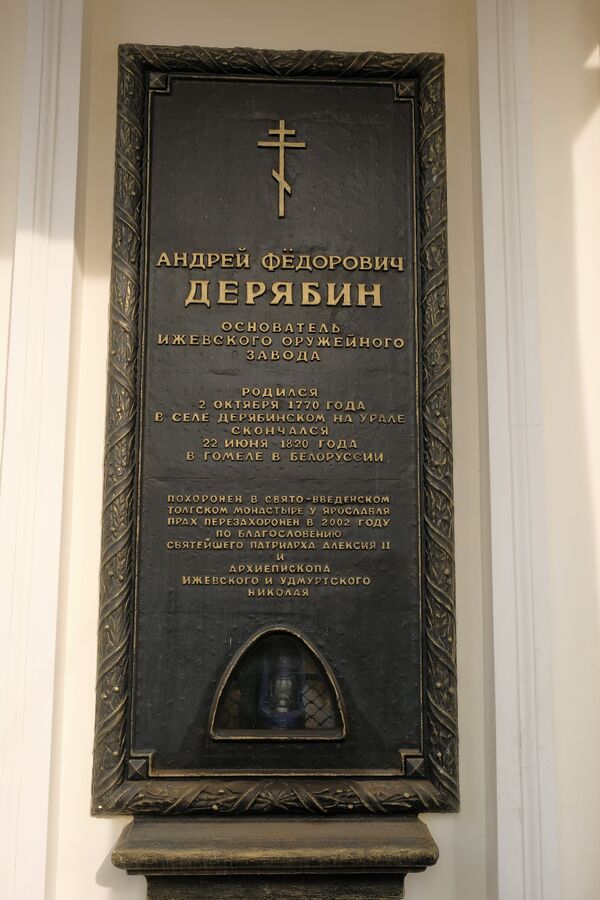 АНДРЕЙ ФЁДОРОВИЧ
ДЕРЯБИН
ОСНОВАТЕЛЬ
ИЖЕВСКОГО ОРУЖЕЙНОГО
ЗАВОДА
РОДИЛСЯ
2 ОКТЯБРЯ 1770 ГОДА
В СЕЛЕ ДЕРЯБИНСКОМ НА УРАЛЕ
СКОНЧАЛСЯ
22 ИЮНЯ 1820 ГОДА
В ГОМЕЛЕ В БЕЛОРУССИИ
ПОХОРОНЕН В СВЯТО-ВВЕДЕНСКОМ
ТОЛГСКОМ МОНАСТЫРЕ У ЯРОСЛАВЛЯ
ПРАХ ПЕРЕЗАХОРОНЕН В 2002 ГОДУ
ПО БЛАГОСЛОВЕНИЮ
СВЯТЕЙШЕГО ПАТРИАРХА АЛЕКСИЯ II
И
АРХИЕПИСКОПА
ИЖЕВСКОГО И УДМУРТСКОГО
НИКОЛАЯ